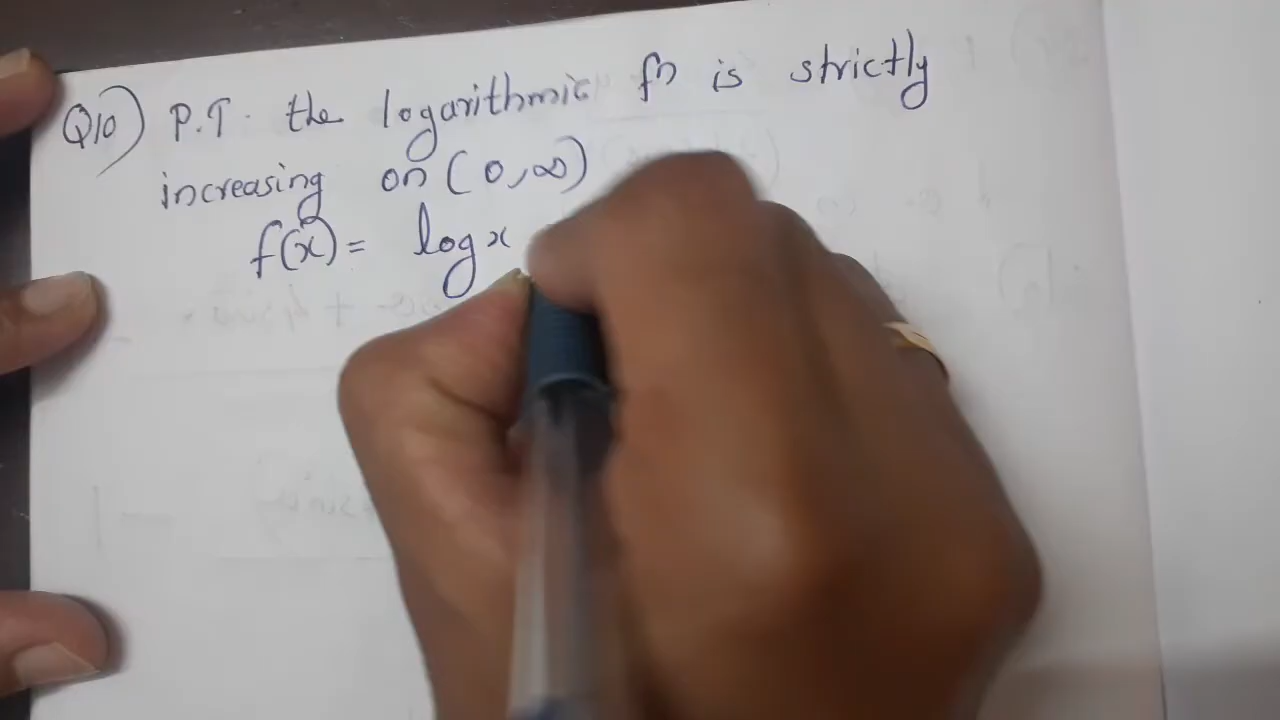 Q10) P.T. the logarithmic fn is strictly
increasing on (0,∞)
f(x) = log x